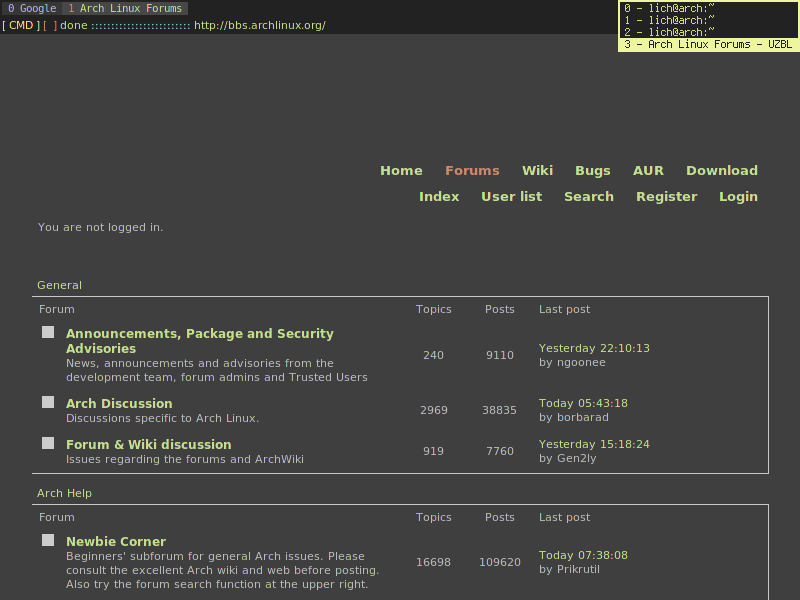 0 Google 1 Arch Linux Forums
[ CMD ] [ ] done ::::::::::::::::::::::::: http://bbs.archlinux.org/
0 - lich@arch:~
1 - lich@arch:~
2 - lich@arch:~
3 - Arch Linux Forums - UZBL
Home Forums Wiki Bugs AUR Download
Index User list Search Register Login
You are not logged in.
General
Forum Topics Posts Last post
Announcements, Package and Security
Advisories
News, announcements and advisories from the
development team, forum admins and Trusted Users
240 9110 Yesterday 22:10:13
by ngoonee
Arch Discussion
Discussions specific to Arch Linux.
2969 38835 Today 05:43:18
by borbarad
Forum & Wiki discussion
Issues regarding the forums and ArchWiki
919 7760 Yesterday 15:18:24
by Gen2ly
Arch Help
Forum Topics Posts Last post
Newbie Corner
Beginners' subforum for general Arch issues. Please
consult the excellent Arch wiki and web before posting.
Also try the forum search function at the upper right.
16698 109620 Today 07:38:08
by Prikrutil